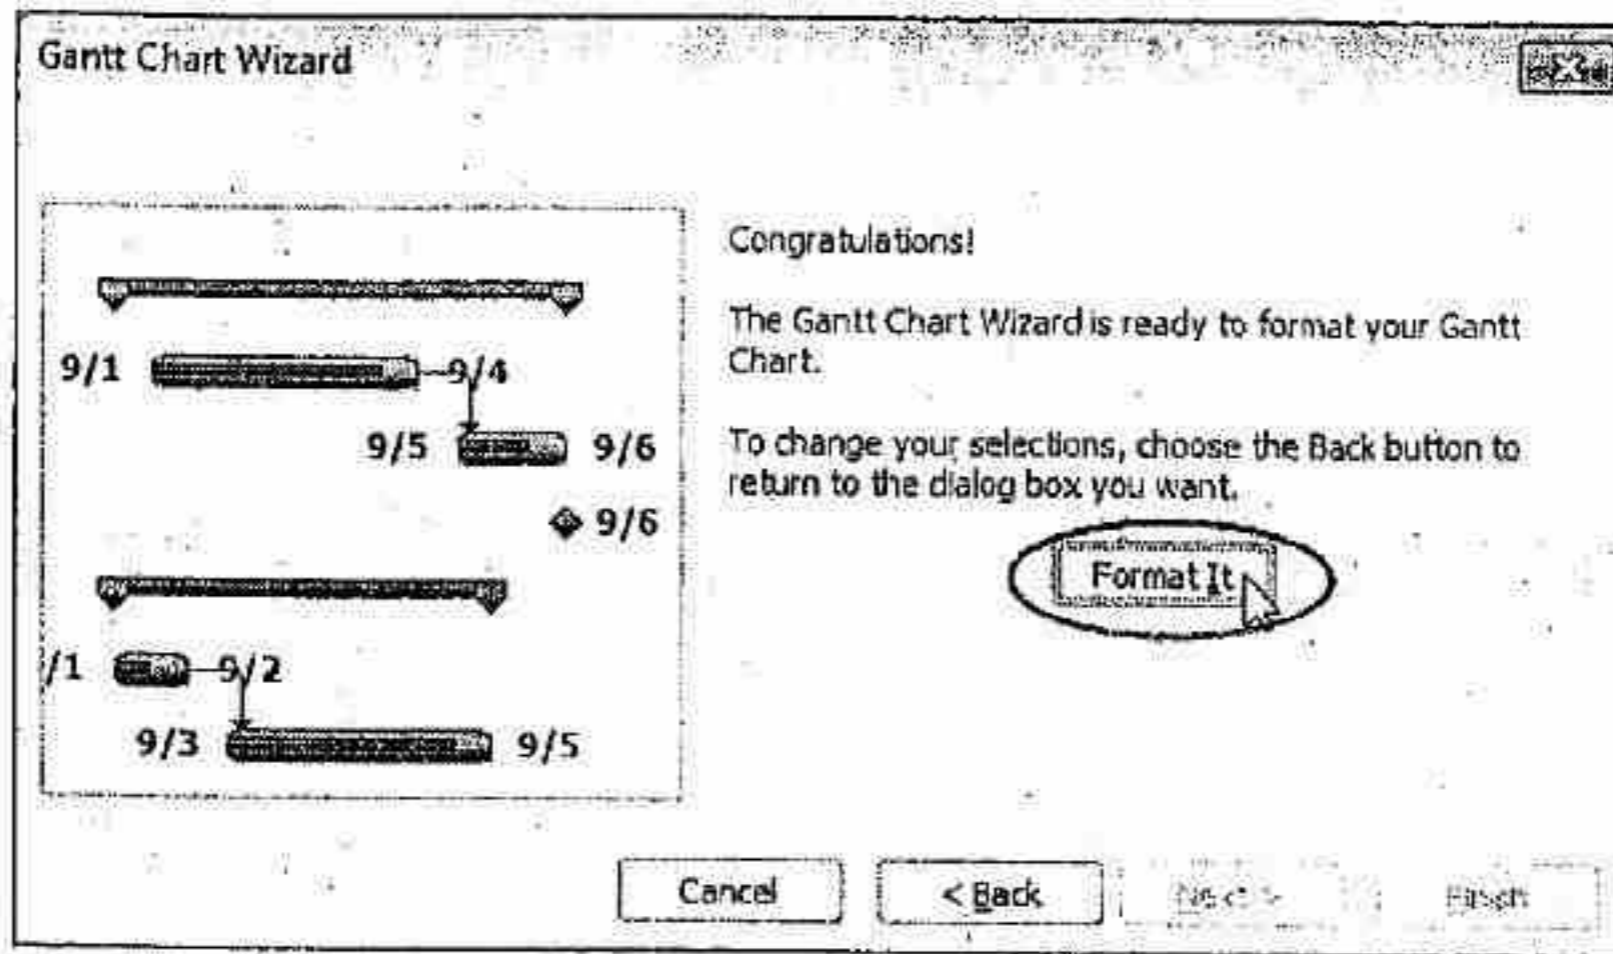 Gantt Chart Wizard
Congratulations!
The Gantt Chart Wizard is ready to format your Gantt
Chart.
To change your selections, choose the Back button to
return to the dialog box you want.
Format It
9/1
9/4
9/5
9/6
9/6
/1
9/2
9/3
9/5
Cancel
< Back
Next >
Finish